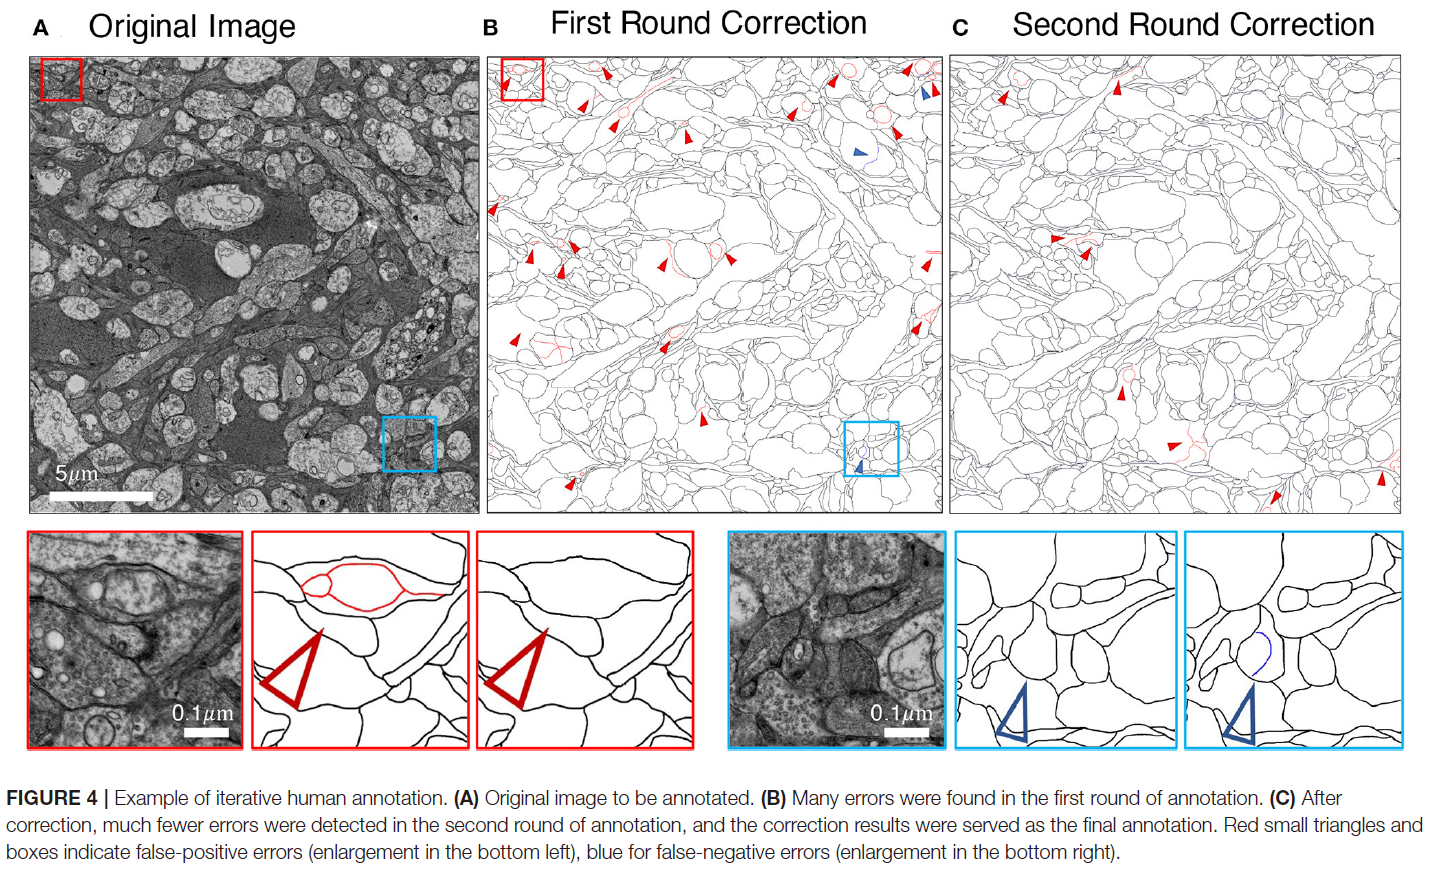 A Original Image
B First Round Correction
C Second Round Correction
5μm
0.1μm
0.1μm
FIGURE 4 | Example of iterative human annotation. (A) Original image to be annotated. (B) Many errors were found in the first round of annotation. (C) After
correction, much fewer errors were detected in the second round of annotation, and the correction results were served as the final annotation. Red small triangles and
boxes indicate false-positive errors (enlargement in the bottom left), blue for false-negative errors (enlargement in the bottom right).